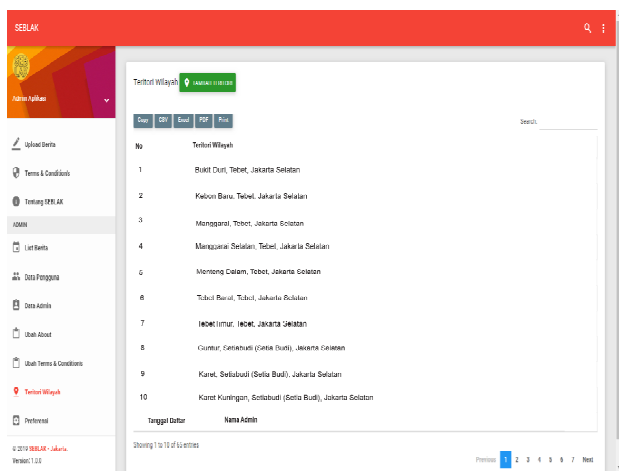 SEBLAK
Admin Aplikasi
Upload Berita
Terms & Condition's
Tentang SEBLAK
ADMIN
List Berita
Data Pengguna
Data Admin
Ubah About
Ubah Terms & Conditions
Teritori Wilayah
Preferensi
© 2019 SEBLAK - Jakarta.
Version: 1.0.0
Teritori Wilayah TAMBAH TERITORI
Copy CSV Excel PDF Print
Search:
No Teritori Wilayah
1 Bukit Duri, Tebet, Jakarta Selatan
2 Kebon Baru, Tebet, Jakarta Selatan
3 Manggarai, Tebet, Jakarta Selatan
4 Manggarai Selatan, Tebet, Jakarta Selatan
5 Menteng Dalam, Tebet, Jakarta Selatan
6 Tebet Barat, Tebet, Jakarta Selatan
7 Tebet Timur, Tebet, Jakarta Selatan
8 Guntur, Setiabudi (Setia Budi), Jakarta Selatan
9 Karet, Setiabudi (Setia Budi), Jakarta Selatan
10 Karet Kuningan, Setiabudi (Setia Budi), Jakarta Selatan
Tanggal Daftar Nama Admin
Showing 1 to 10 of 65 entries
Previous 1 2 3 4 5 6 7 Next